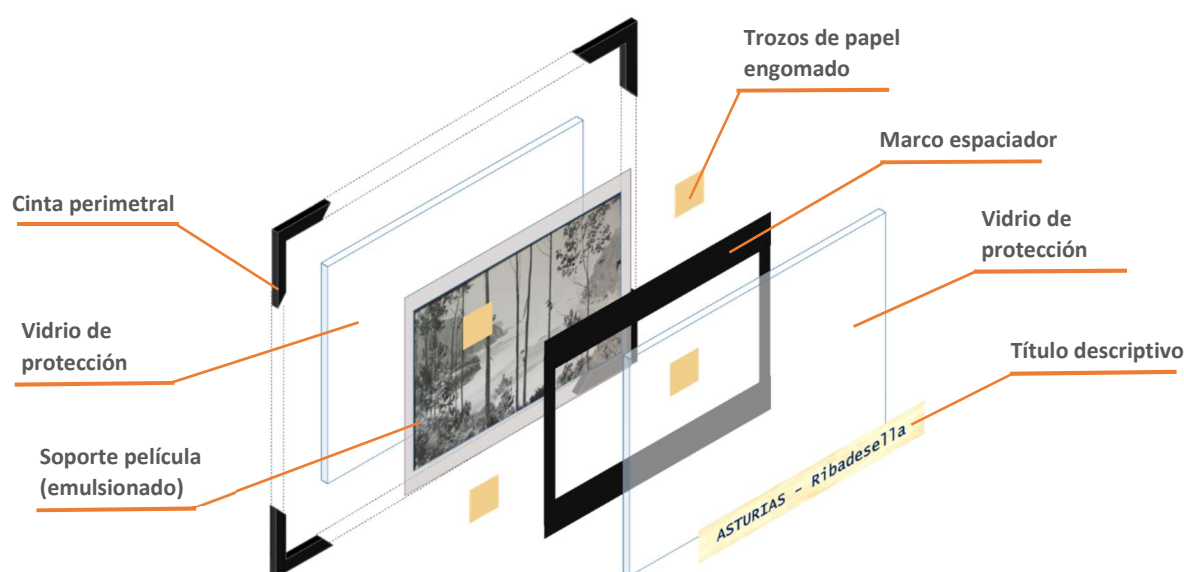 Trozos de papel
engomado
Marco espaciador
Cinta perimetral
Vidrio de
protección
Vidrio de
protección
Título descriptivo
Soporte película
(emulsionado)
ASTURIAS - Ribadesella